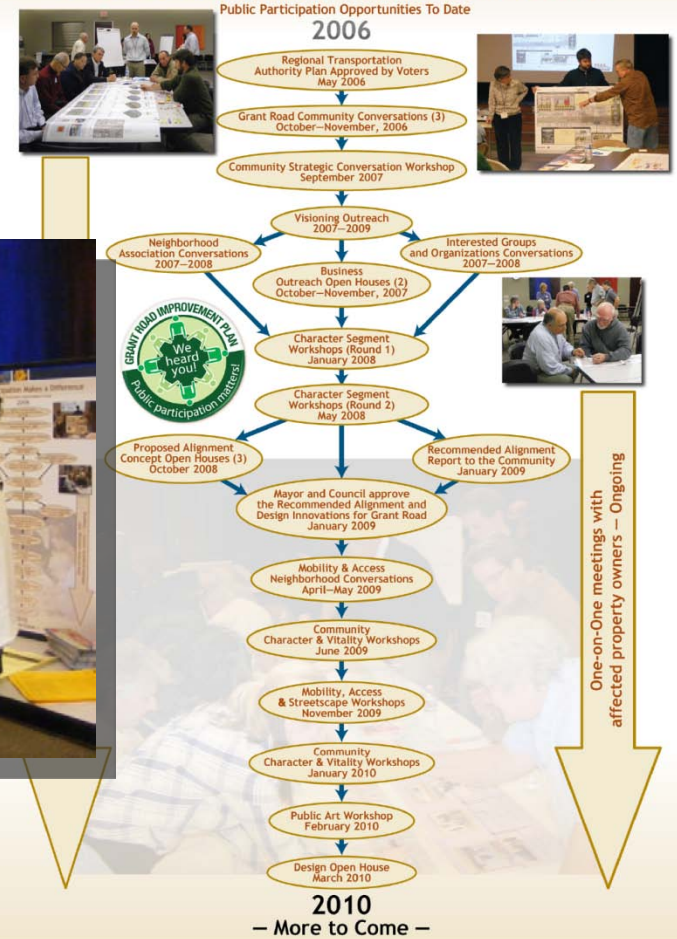 Public Participation Opportunities To Date
2006
Regional Transportation
Authority Plan Approved by Voters
May 2006
Grant Road Community Conversations (3)
October—November, 2006
Community Strategic Conversation Workshop
September 2007
Visioning Outreach
2007—2009
Neighborhood
Association Conversations
2007—2008
Business
Outreach Open Houses (2)
October—November, 2007
Interested Groups
and Organizations Conversations
2007—2008
GRANT ROAD IMPROVEMENT PLAN
We
heard
you!
Public participation matters!
Character Segment
Workshops (Round 1)
January 2008
Character Segment
Workshops (Round 2)
May 2008
Proposed Alignment
Concept Open Houses (3)
October 2008
Recommended Alignment
Report to the Community
January 2009
Mayor and Council approve
the Recommended Alignment and
Design Innovations for Grant Road
January 2009
Mobility & Access
Neighborhood Conversations
April—May 2009
Community
Character & Vitality Workshops
June 2009
Mobility, Access
& Streetscape Workshops
November 2009
Community
Character & Vitality Workshops
January 2010
Public Art Workshop
February 2010
Design Open House
March 2010
2010
— More to Come —
One-on-One meetings with
affected property owners — Ongoing
Makes a Difference